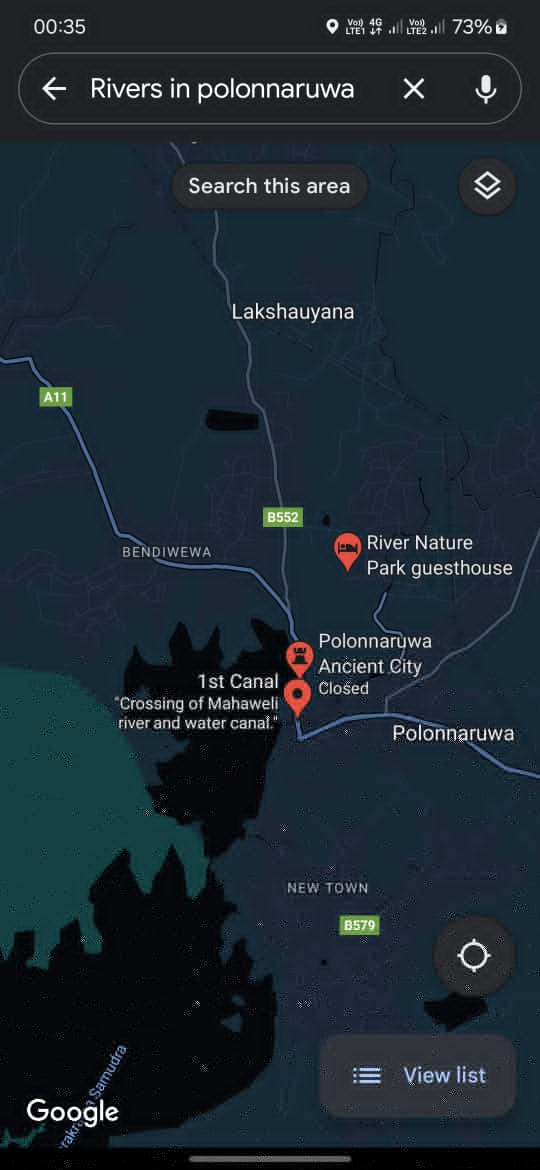 00:35
Vo) 4G Vo)
LTE1 LTE2 73%
Rivers in polonnaruwa
Search this area
Lakshauyana
A11
B552
BENDIWEWA
River Nature
Park guesthouse
Polonnaruwa
Ancient City
Closed
1st Canal
"Crossing of Mahaweli
river and water canal."
Polonnaruwa
NEW TOWN
B579
View list
Samudra
Google